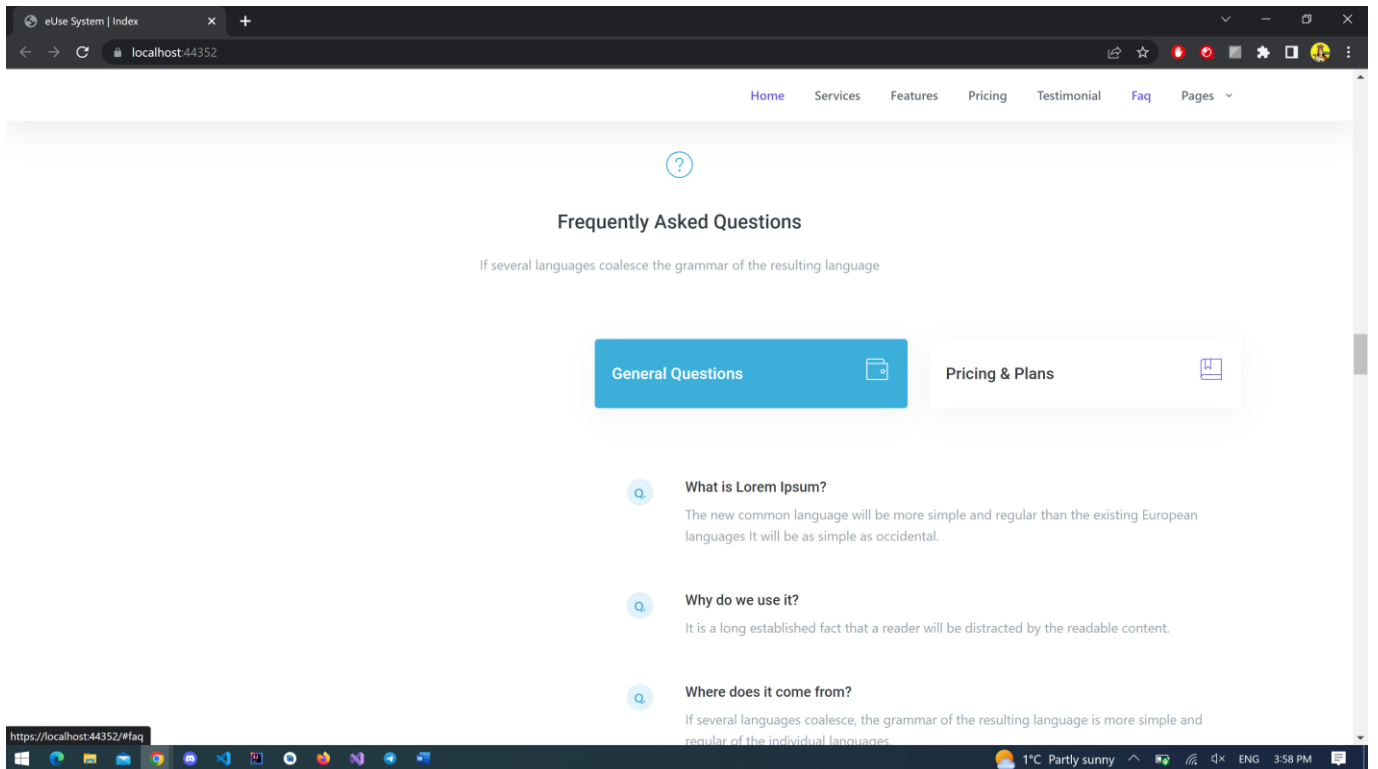 eUse System | Index
localhost:44352
Home Services Features Pricing Testimonial Faq Pages
Frequently Asked Questions
If several languages coalesce the grammar of the resulting language
General Questions
Pricing & Plans
Q.
What is Lorem Ipsum?
The new common language will be more simple and regular than the existing European
languages It will be as simple as occidental.
Q.
Why do we use it?
It is a long established fact that a reader will be distracted by the readable content.
Q.
Where does it come from?
If several languages coalesce, the grammar of the resulting language is more simple and
regular of the individual languages.
https://localhost:44352/#faq
1°C Partly sunny ENG 3:58 PM